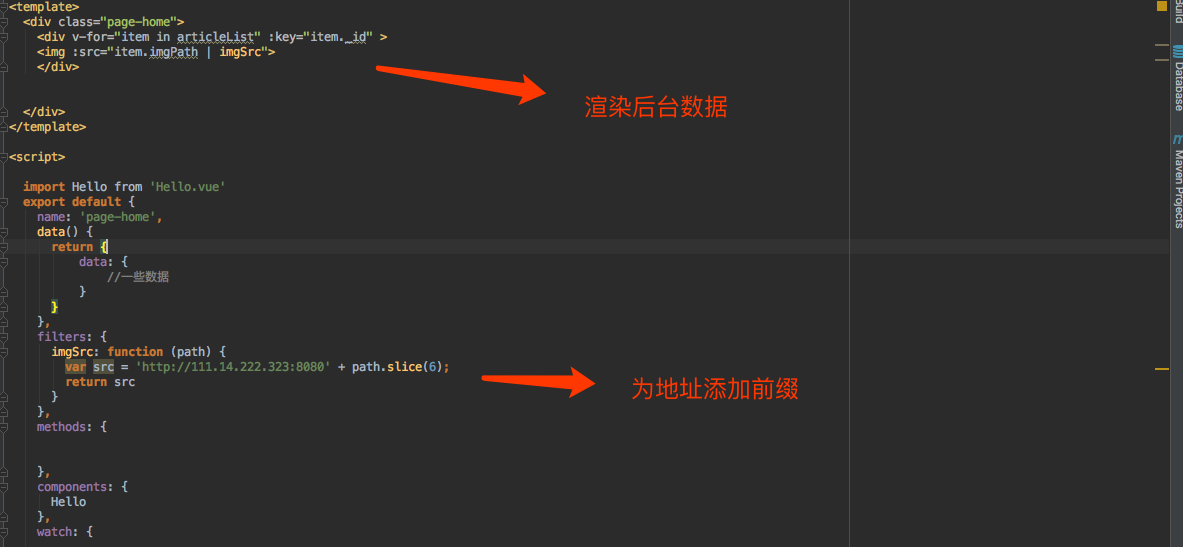 <template>
<div class="page-home">
<div v-for="item in articleList" :key="item._id" >
<img :src="item.imgPath | imgSrc">
</div>
渲染后台数据
</div>
</template>
<script>
import Hello from 'Hello.vue'
export default {
name: 'page-home',
data() {
return {
data: {
//一些数据
}
}
},
filters: {
imgSrc: function (path) {
var src = 'http://111.14.222.323:8080' + path.slice(6);
return src
为地址添加前缀
}
},
methods: {
},
components: {
Hello
},
watch: {
Build
Database
Maven Projects